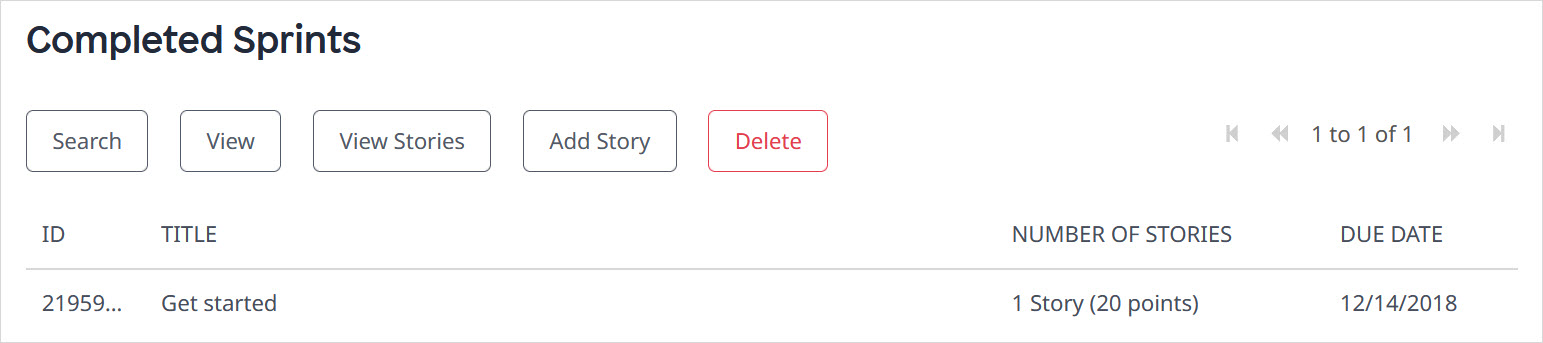 Completed Sprints
Search View View Stories Add Story Delete 1 to 1 of 1
ID TITLE NUMBER OF STORIES DUE DATE
21959... Get started 1 Story (20 points) 12/14/2018